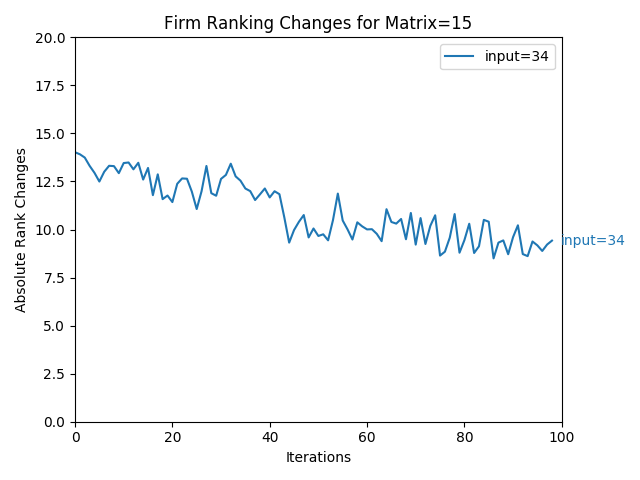 Firm Ranking Changes for Matrix=15
20.0
17.5
15.0
12.5
10.0
7.5
5.0
2.5
0.0
Absolute Rank Changes
input=34
input=34
0 20 40 60 80 100
Iterations